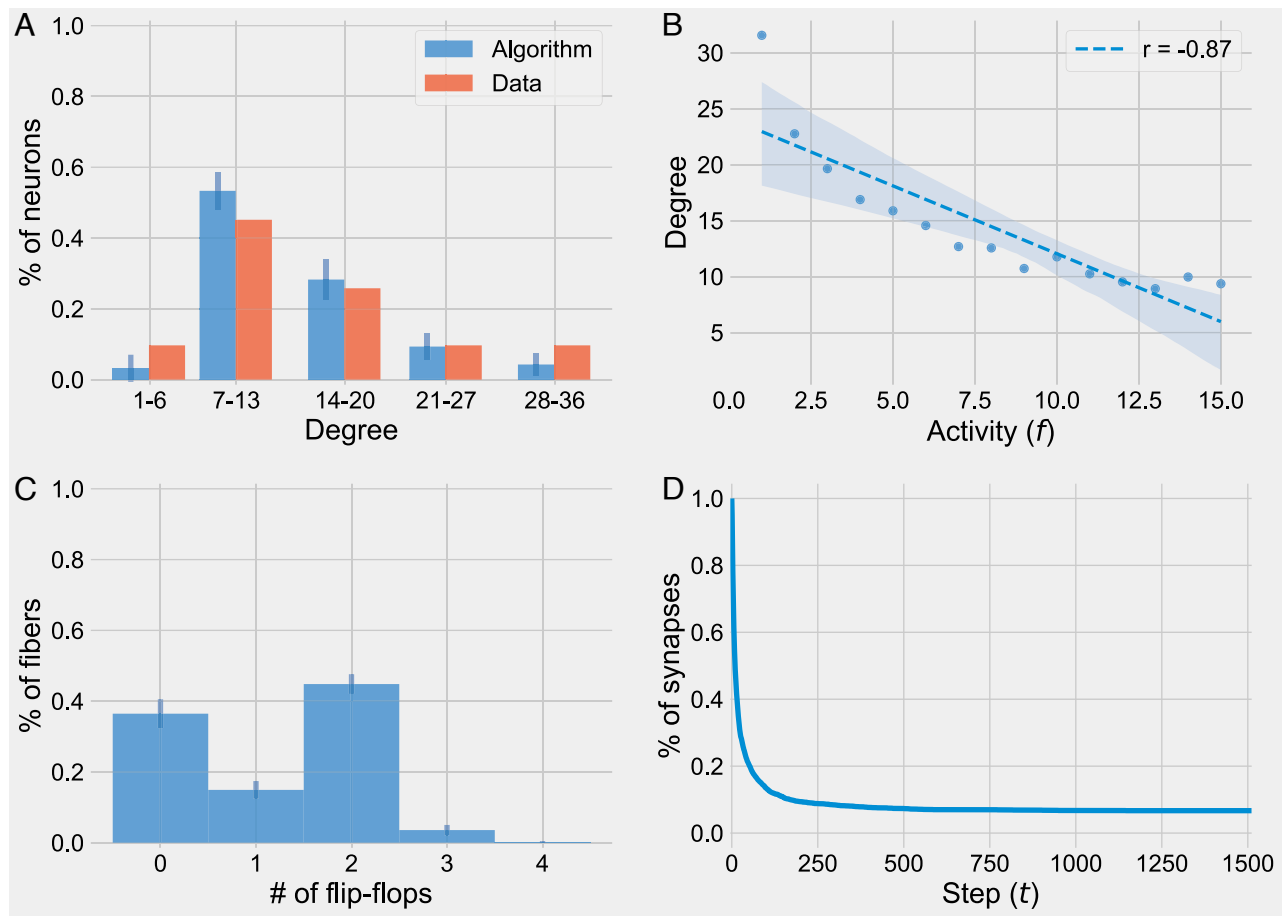 A
1.0
0.8
0.6
0.4
0.2
0.0
% of neurons
Algorithm
Data
1-6 7-13 14-20 21-27 28-36
Degree
B
30
25
20
15
10
5
Degree
r = -0.87
0.0 2.5 5.0 7.5 10.0 12.5 15.0
Activity (f)
C
1.0
0.8
0.6
0.4
0.2
0.0
% of fibers
0 1 2 3 4
# of flip-flops
D
1.0
0.8
0.6
0.4
0.2
0.0
% of synapses
0 250 500 750 1000 1250 1500
Step (t)